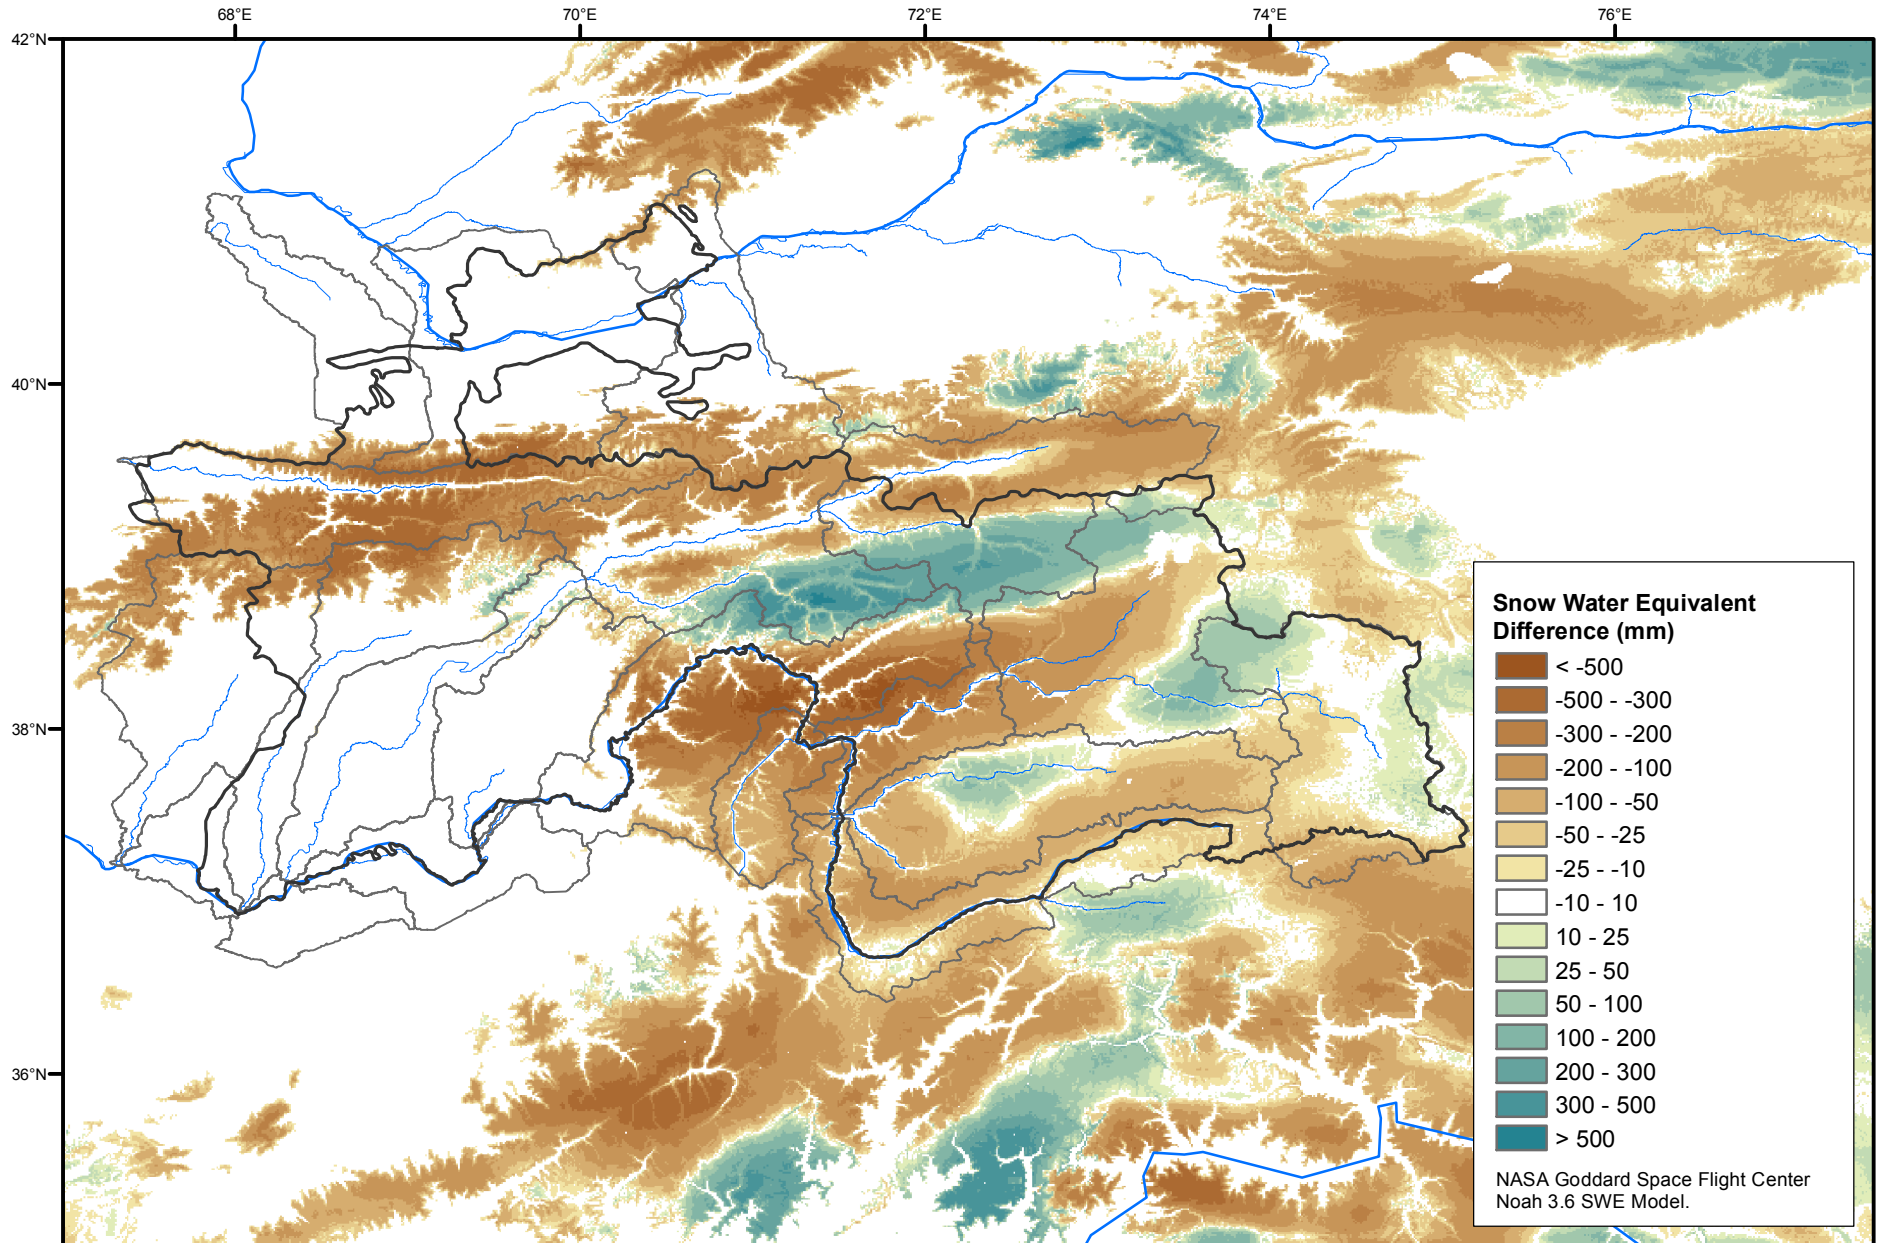 68°E
70°E
72°E
74°E
76°E
42°N
40°N
38°N
36°N
Snow Water Equivalent
Difference (mm)
< -500
-500 - -300
-300 - -200
-200 - -100
-100 - -50
-50 - -25
-25 - -10
-10 - 10
10 - 25
25 - 50
50 - 100
100 - 200
200 - 300
300 - 500
> 500
NASA Goddard Space Flight Center
Noah 3.6 SWE Model.